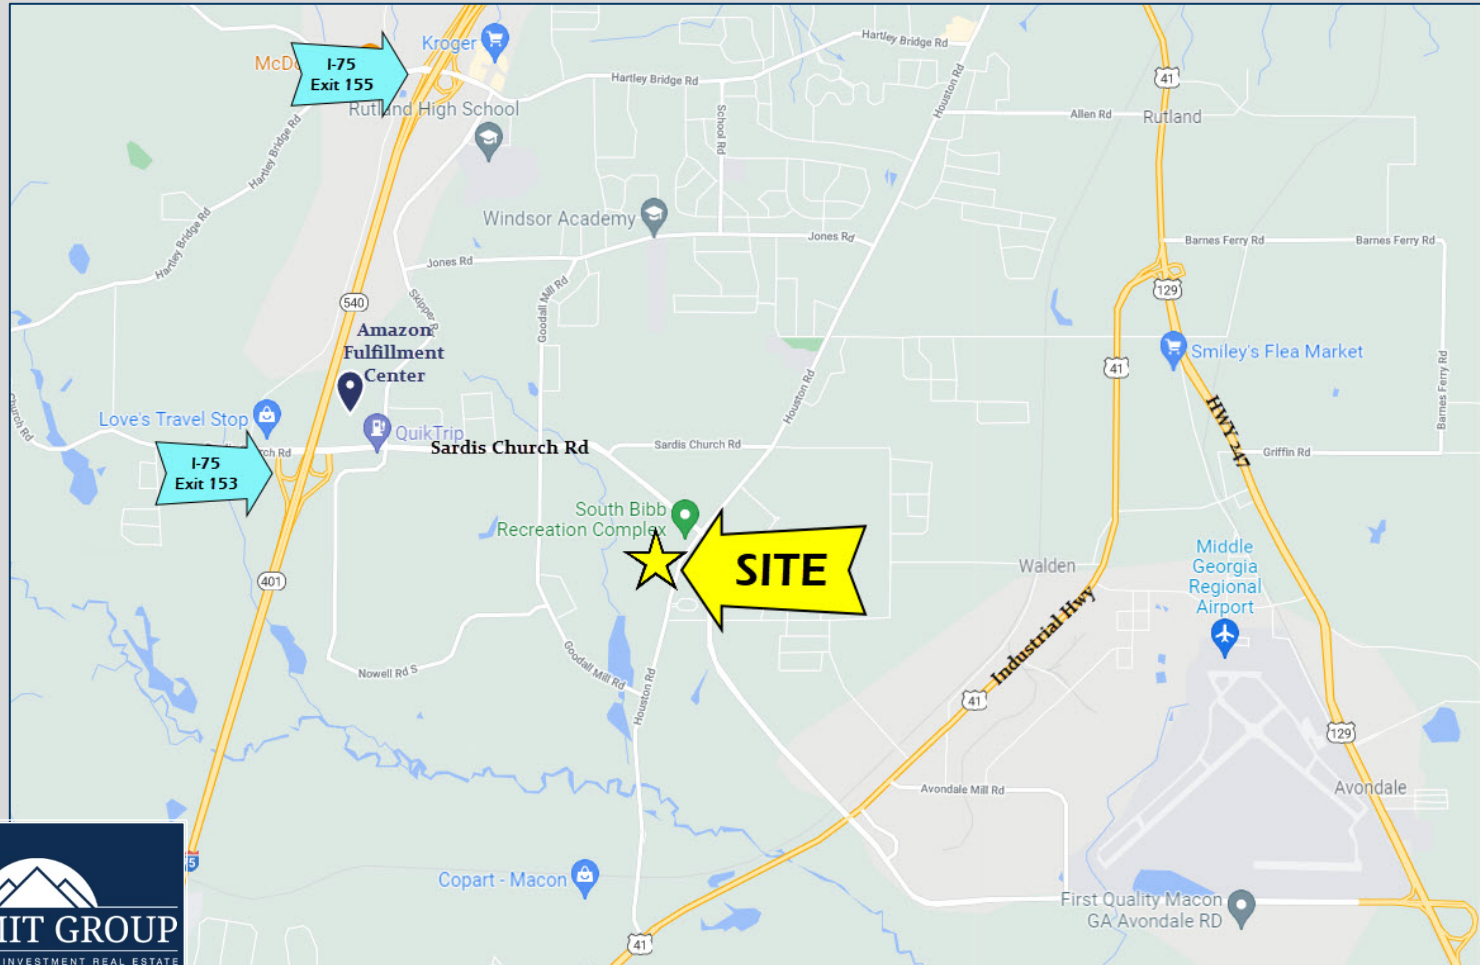 Kroger
Hartley Bridge Rd
I-75
Exit 155
Hartley Bridge Rd
41
Rutland High School
School Rd
Houston Rd
Allen Rd
Rutland
Hartley Bridge Rd
Windsor Academy
Hartley Bridge Rd
Jones Rd
Barnes Ferry Rd
Barnes Ferry Rd
Jones Rd
540
Skipper
Goodall Mill Rd
129
Amazon
Fulfillment
Center
Smiley's Flea Market
41
Houston Rd
Barnes Ferry Rd
Love's Travel Stop
QuikTrip
Church Rd
HWY 247
Sardis Church Rd
Sardis Church Rd
Griffin Rd
I-75
Exit 153
South Bibb
Recreation Complex
SITE
Walden
Middle
Georgia
Regional
Airport
401
Industrial Hwy
Nowell Rd S
Goodall Mill Rd
Houston Rd
41
129
Avondale Mill Rd
Avondale
Copart - Macon
First Quality Macon
GA Avondale RD
41
GROUP
INVESTMENT REAL ESTATE